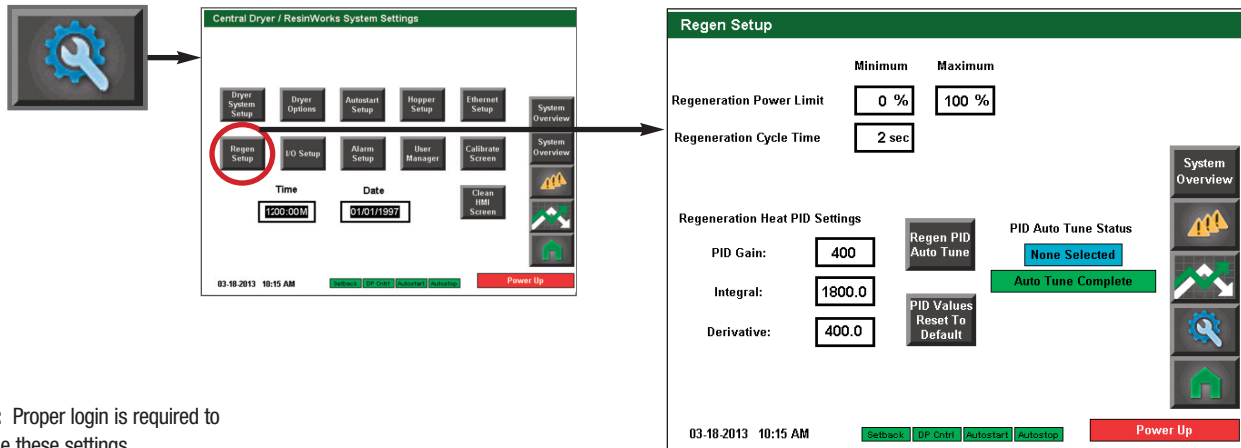 Central Dryer / ResinWorks System Settings
Dryer System Setup
Dryer Options
Autostart Setup
Hopper Setup
Ethernet Setup
System Overview
Regen Setup
I/O Setup
Alarm Setup
User Manager
Calibrate Screen
System Overview
Time
Date
Clean HMI Screen
01/01/1997
03-18-2013 10:15 AM
Setback
DP Cntrl
Autostart
Autostop
Power Up
Regen Setup
Minimum Maximum
Regeneration Power Limit 0 % 100 %
Regeneration Cycle Time 2 sec
System Overview
Regeneration Heat PID Settings
PID Gain: 400
Integral: 1800.0
Derivative: 400.0
Regen PID Auto Tune
PID Values Reset To Default
PID Auto Tune Status
None Selected
Auto Tune Complete
03-18-2013 10:15 AM
Setback
DP Cntrl
Autostart
Autostop
Power Up
: Proper login is required to
these settings